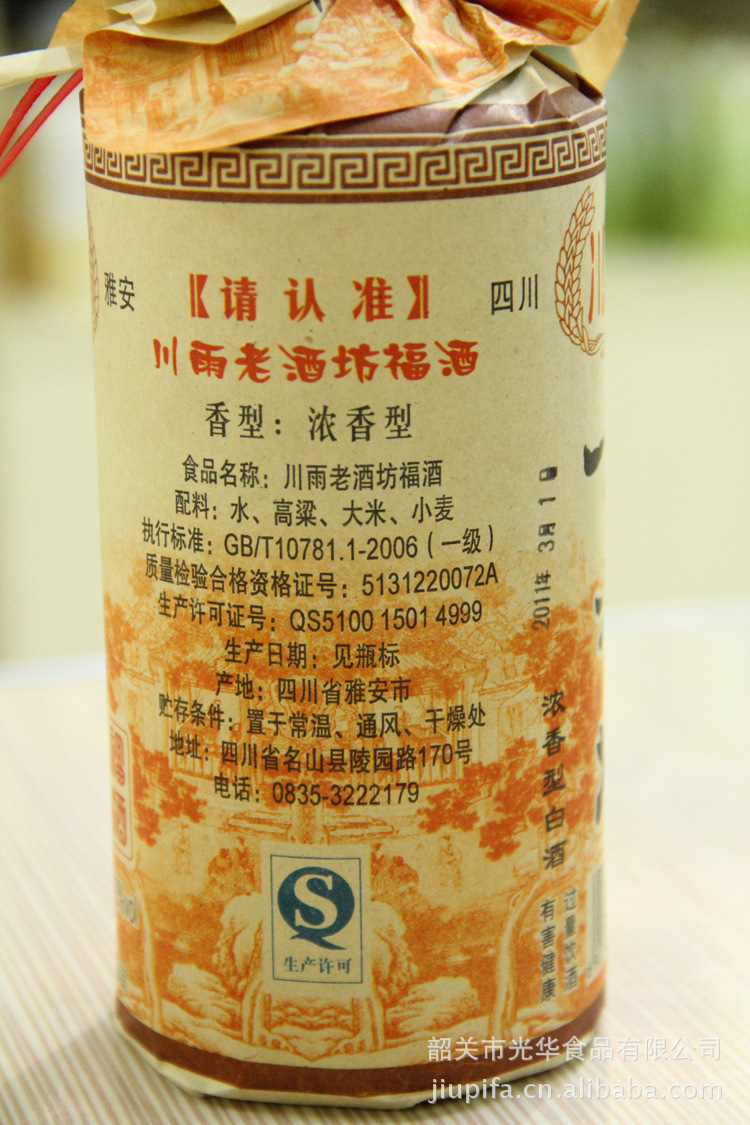 雅安
【请认准】
四川
川雨老酒坊福酒
香型：浓香型
食品名称：川雨老酒坊福酒
配料：水、高粱、大米、小麦
执行标准：GB/T10781.1-2006（一级）
质量检验合格资格证号：5131220072A
生产许可证号：QS5100 1501 4999
生产日期：见瓶标
产地：四川省雅安市
贮存条件：置于常温、通风、干燥处
地址：四川省名山县陵园路170号
电话：0835-3222179
S
生产许可
2011年 3月 1日
浓香型白酒
过量饮酒
有害健康
韶关市光华食品有限公司
jiupifa.cn.alibaba.com